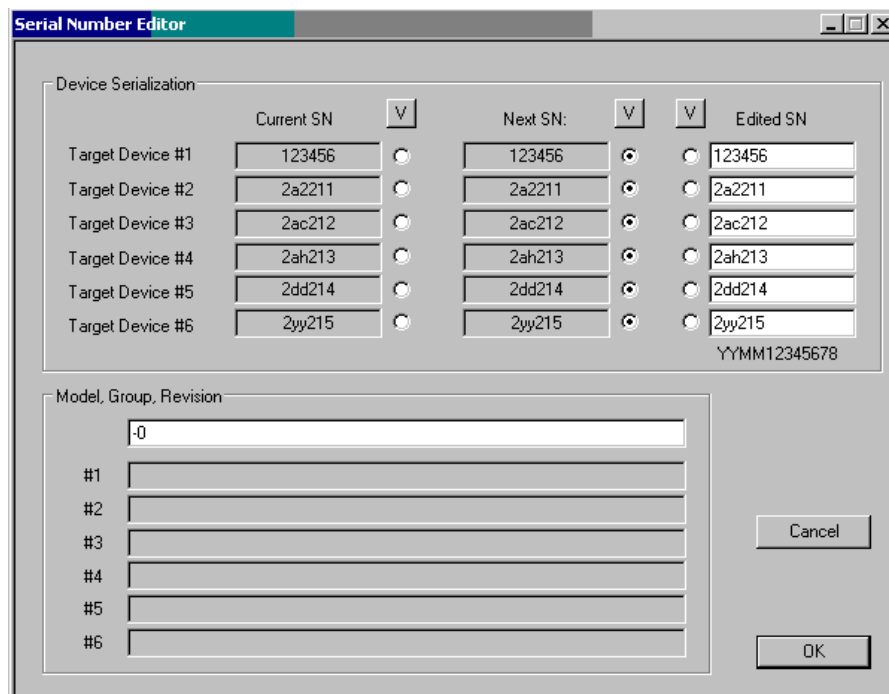 Serial Number Editor
Device Serialization
Current SN V Next SN: V V Edited SN
Target Device #1 123456 123456 123456
Target Device #2 2a2211 2a2211 2a2211
Target Device #3 2ac212 2ac212 2ac212
Target Device #4 2ah213 2ah213 2ah213
Target Device #5 2dd214 2dd214 2dd214
Target Device #6 2yy215 2yy215 2yy215
YYMM12345678
Model, Group, Revision
-0
#1
#2
#3
Cancel
#4
#5
#6
OK